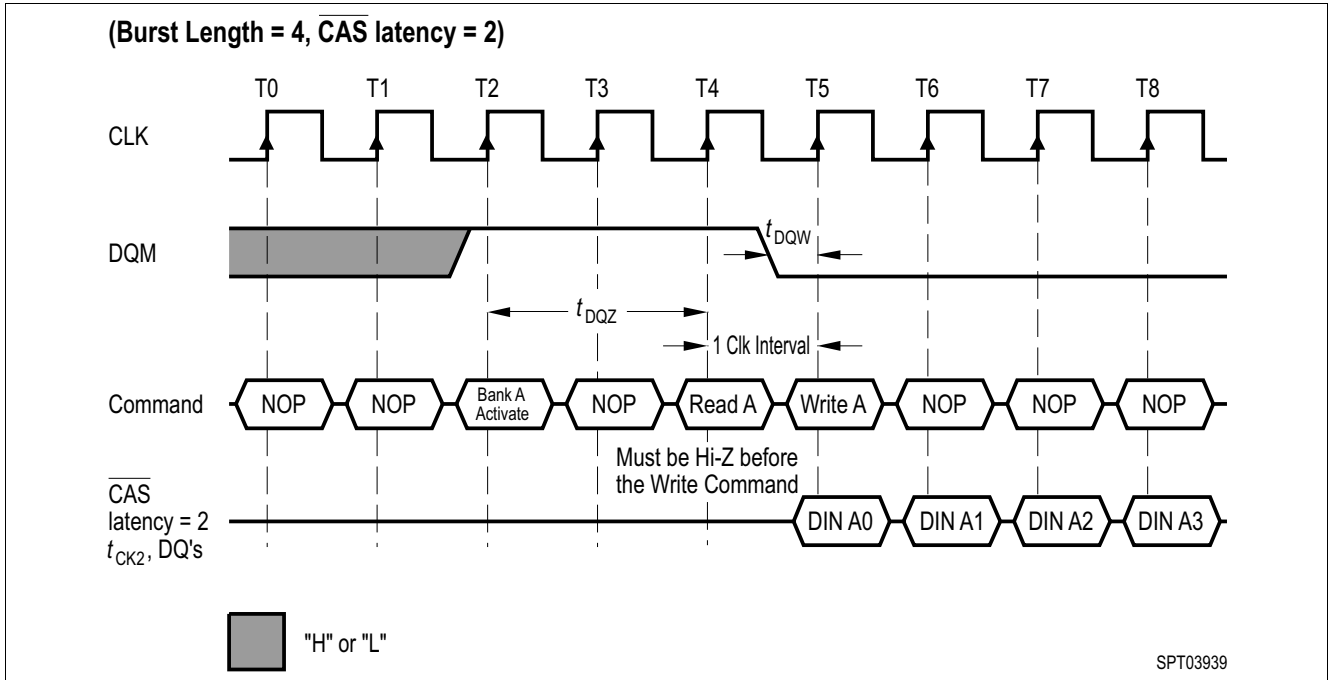 (Burst Length = 4, CAS latency = 2)
T0 T1 T2 T3 T4 T5 T6 T7 T8
CLK
DQM
tDQW
tDQZ
1 Clk Interval
Command NOP NOP Bank A Activate NOP Read A Write A NOP NOP NOP
Must be Hi-Z before
the Write Command
CAS
latency = 2
tCK2, DQ's
DIN A0 DIN A1 DIN A2 DIN A3
"H" or "L"
SPT03939